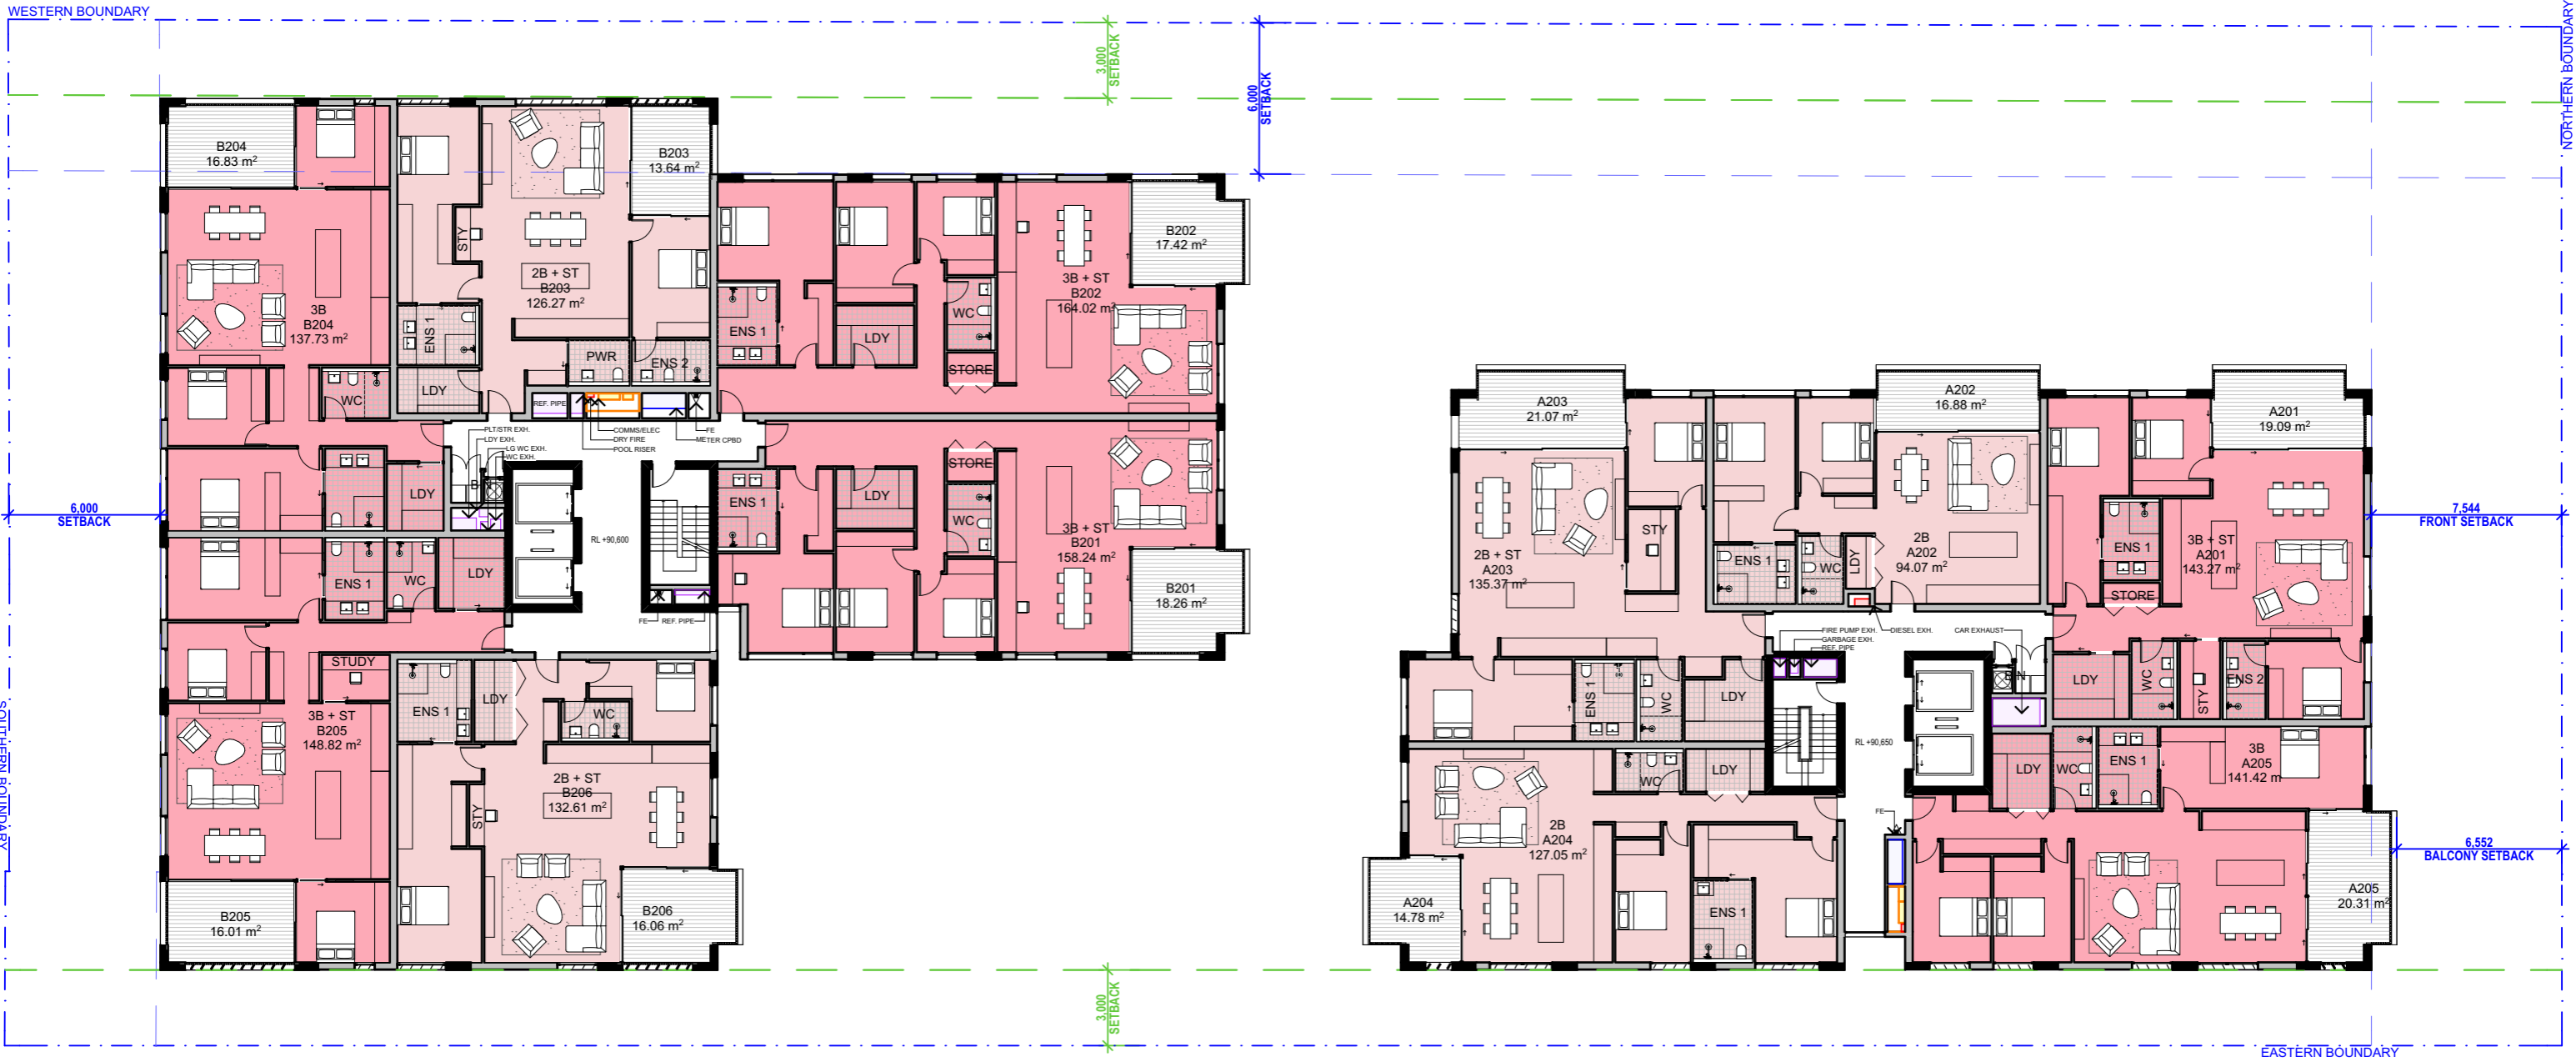 WESTERN BOUNDARY
NORTHERN BOUNDARY
3,000
SETBACK
6,000
SETBACK
B204
16.83 m²
B203
13.64 m²
B202
17.42 m²
STY
2B + ST
B203
126.27 m²
3B + ST
B202
164.02 m²
3B
B204
137.73 m²
ENS 1
PWR
ENS 2
ENS 1
LDY
WC
STORE
WC
LDY
REF. PIPE
PLT/STR EXH.
LDY EXH.
LG WC EXH.
WC EXH.
COMMS/ELEC
DRY FIRE
POOL RISER
FE
METER CPBD
STORE
ENS 1
LDY
WC
LDY
6,000
SETBACK
RL +90,600
3B + ST
B201
158.24 m²
B201
18.26 m²
ENS 1
WC
LDY
FE
REF. PIPE
STUDY
3B + ST
B205
148.82 m²
ENS 1
LDY
WC
2B + ST
B206
132.61 m²
STY
B205
16.01 m²
B206
16.06 m²
SOUTHERN BOUNDARY
A203
21.07 m²
A202
16.88 m²
A201
19.09 m²
STY
2B + ST
A203
135.37 m²
ENS 1
WC
LDY
2B
A202
94.07 m²
ENS 1
STORE
3B + ST
A201
143.27 m²
7,544
FRONT SETBACK
FIRE PUMP EXH.
GARBAGE EXH.
REF. PIPE
DIESEL EXH.
CAR EXHAUST
BIN
ENS 1
WC
LDY
LDY
WC
STY
ENS 2
RL +90,650
WC
LDY
LDY
WC
ENS 1
3B
A205
141.42 m
2B
A204
127.05 m²
FE
6,552
BALCONY SETBACK
A204
14.78 m²
ENS 1
A205
20.31 m²
3,000
SETBACK
EASTERN BOUNDARY